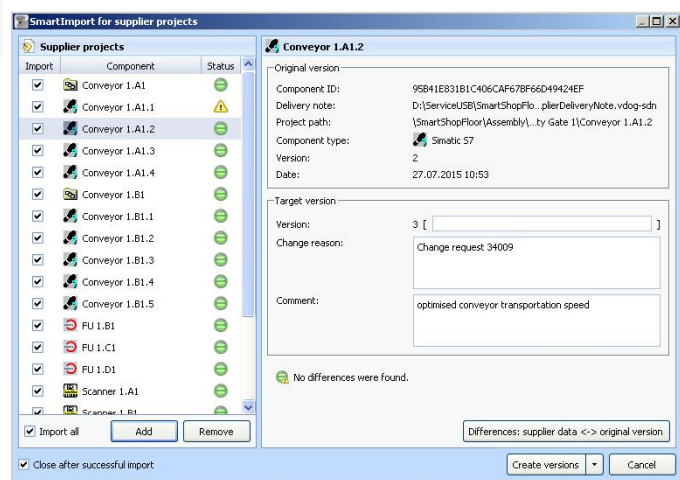 SmartImport for supplier projects
Supplier projects
Import Component Status
Conveyor 1.A1
Conveyor 1.A1.1
Conveyor 1.A1.2
Conveyor 1.A1.3
Conveyor 1.A1.4
Conveyor 1.B1
Conveyor 1.B1.1
Conveyor 1.B1.2
Conveyor 1.B1.3
Conveyor 1.B1.4
Conveyor 1.B1.5
FU 1.B1
FU 1.C1
FU 1.D1
Scanner 1.A1
Scanner 1.B1
Import all Add Remove
Close after successful import
Conveyor 1.A1.2
Original version
Component ID: 95B41E831B1C406CAF67BF66D49424EF
Delivery note: D:\ServiceUSB\SmartShopFlo...plierDeliveryNote.vdog-sdn
Project path: \SmartShopFloor\Assembly\...ty Gate 1\Conveyor 1.A1.2
Component type: Simatic S7
Version: 2
Date: 27.07.2015 10:53
Target version
Version: 3 [ ]
Change reason: Change request 34009
Comment: optimised conveyor transportation speed
No differences were found.
Differences: supplier data <-> original version
Create versions Cancel